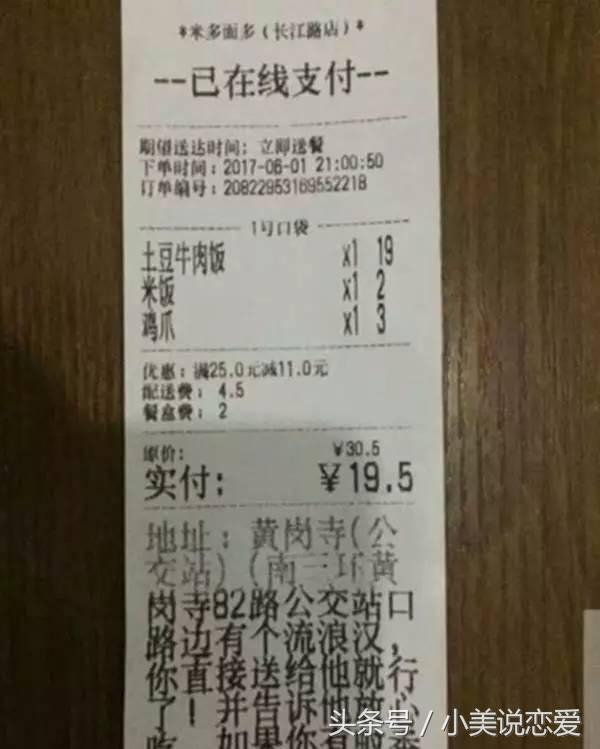 *米多面多(长江路店)*
--已在线支付--
期望送达时间: 立即送餐
下单时间: 2017-06-01 21:00:50
订单编号: 20822953169552218
1号口袋
土豆牛肉饭 x1 19
米饭 x1 2
鸡爪 x1 3
优惠: 满25.0元减11.0元
配送费: 4.5
餐盒费: 2
原价: ¥30.5
实付: ¥19.5
地址: 黄岗寺(公
交站)(南三环黄
岗寺82路公交站口
路边有个流浪汉,
你直接送给他就行
了! 并告诉他放心
头条号 / 小美说恋爱